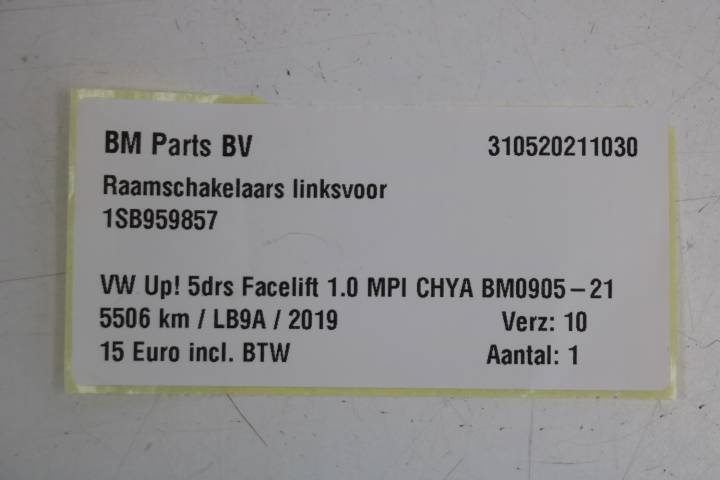 BM Parts BV 310520211030
Raamschakelaars linksvoor
1SB959857
VW Up! 5drs Facelift 1.0 MPI CHYA BM0905-21
5506 km / LB9A / 2019 Verz: 10
15 Euro incl. BTW Aantal: 1